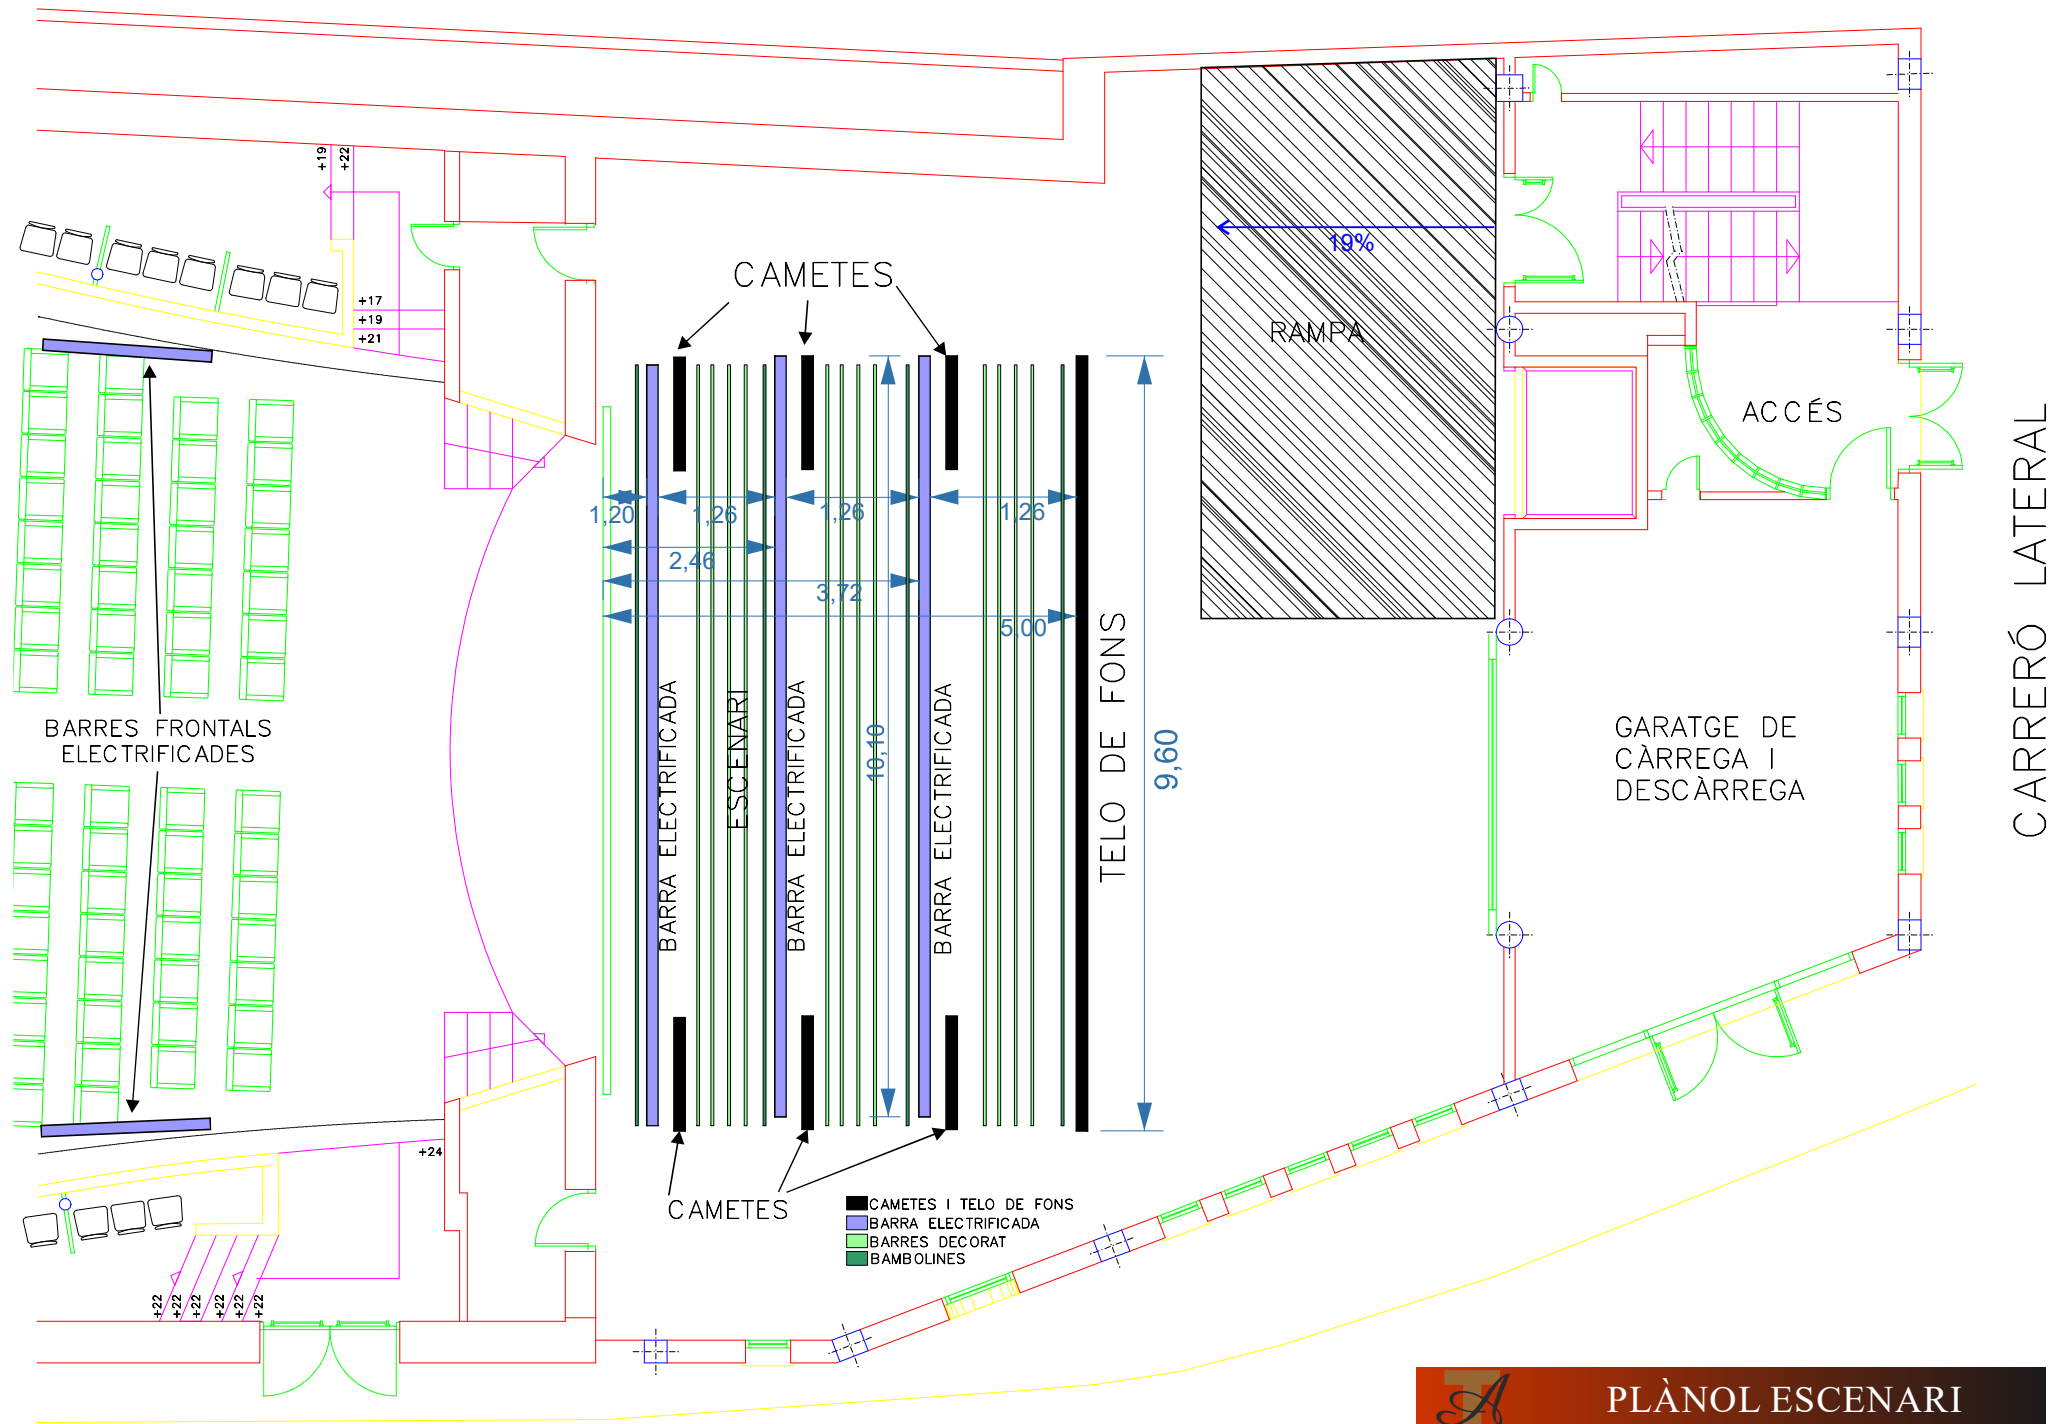 +19
+22
+17
+19
+21
CAMETES
19%
RAMPA
ACCÉS
CARRERÓ LATERAL
1,20
1,26
1,26
1,26
2,46
3,72
5,00
BARRES FRONTALS
ELECTRIFICADES
BARRA ELECTRIFICADA
ESCENARI
BARRA ELECTRIFICADA
10,10
BARRA ELECTRIFICADA
TELO DE FONS
9,60
GARATGE DE
CÀRREGA I
DESCÀRREGA
+24
CAMETES
CAMETES I TELO DE FONS
BARRA ELECTRIFICADA
BARRES DECORAT
BAMBOLINES
+22
+22
+22
+22
+22
+22
TA
PLÀNOL ESCENARI